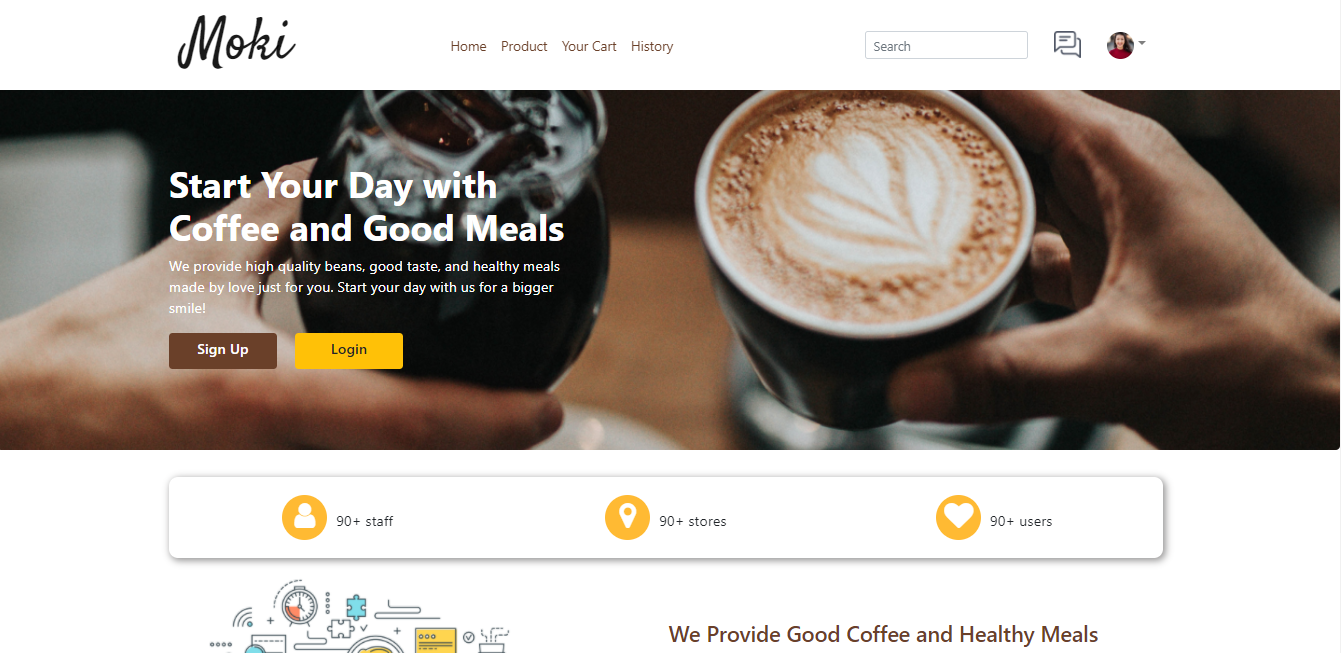 Moki
Home Product Your Cart History
Search
Start Your Day with
Coffee and Good Meals
We provide high quality beans, good taste, and healthy meals
made by love just for you. Start your day with us for a bigger
smile!
Sign Up Login
90+ staff 90+ stores 90+ users
We Provide Good Coffee and Healthy Meals